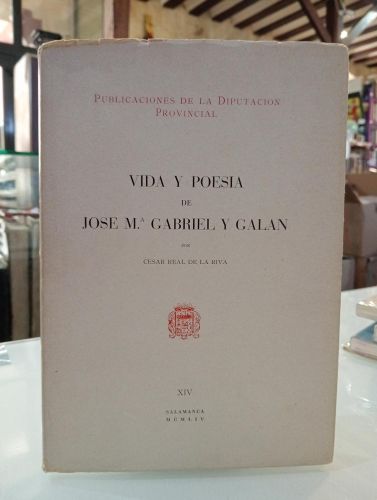 PUBLICACIONES DE LA DIPUTACION
PROVINCIAL
VIDA Y POESIA
DE
JOSE M.ª GABRIEL Y GALAN
POR
CESAR REAL DE LA RIVA
XIV
SALAMANCA
MCMLIV